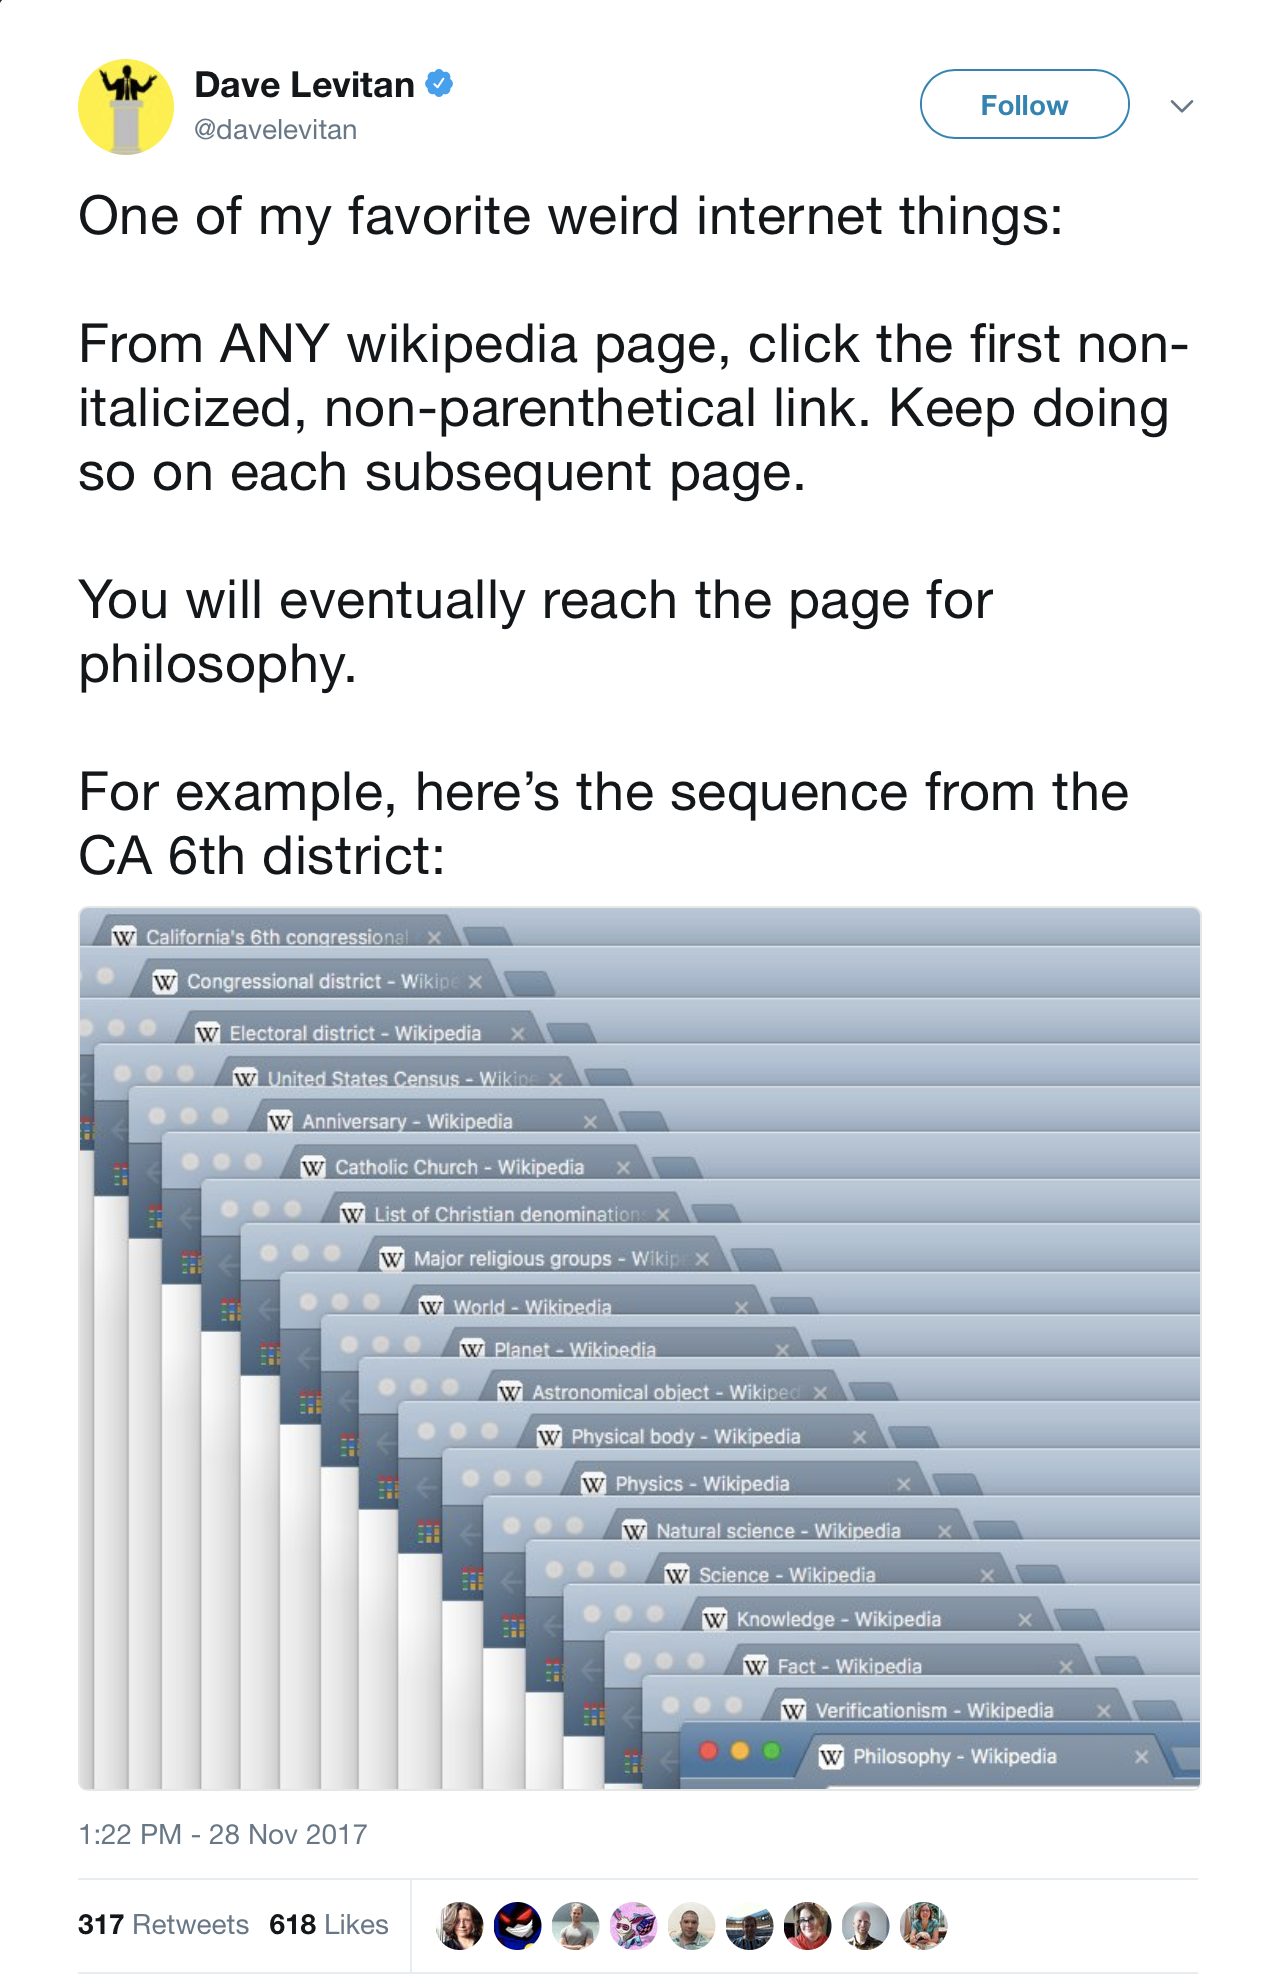 Dave Levitan
@davelevitan
Follow
One of my favorite weird internet things:
From ANY wikipedia page, click the first non-
italicized, non-parenthetical link. Keep doing
so on each subsequent page.
You will eventually reach the page for
philosophy.
For example, here’s the sequence from the
CA 6th district:
W California's 6th congressional
W Congressional district - Wikipe
W Electoral district - Wikipedia
W United States Census - Wikipe
W Anniversary - Wikipedia
W Catholic Church - Wikipedia
W List of Christian denomination
W Major religious groups - Wikip
W World - Wikipedia
W Planet - Wikipedia
W Astronomical object - Wikiped
W Physical body - Wikipedia
W Physics - Wikipedia
W Natural science - Wikipedia
W Science - Wikipedia
W Knowledge - Wikipedia
W Fact - Wikipedia
W Verificationism - Wikipedia
W Philosophy - Wikipedia
1:22 PM - 28 Nov 2017
317 Retweets 618 Likes